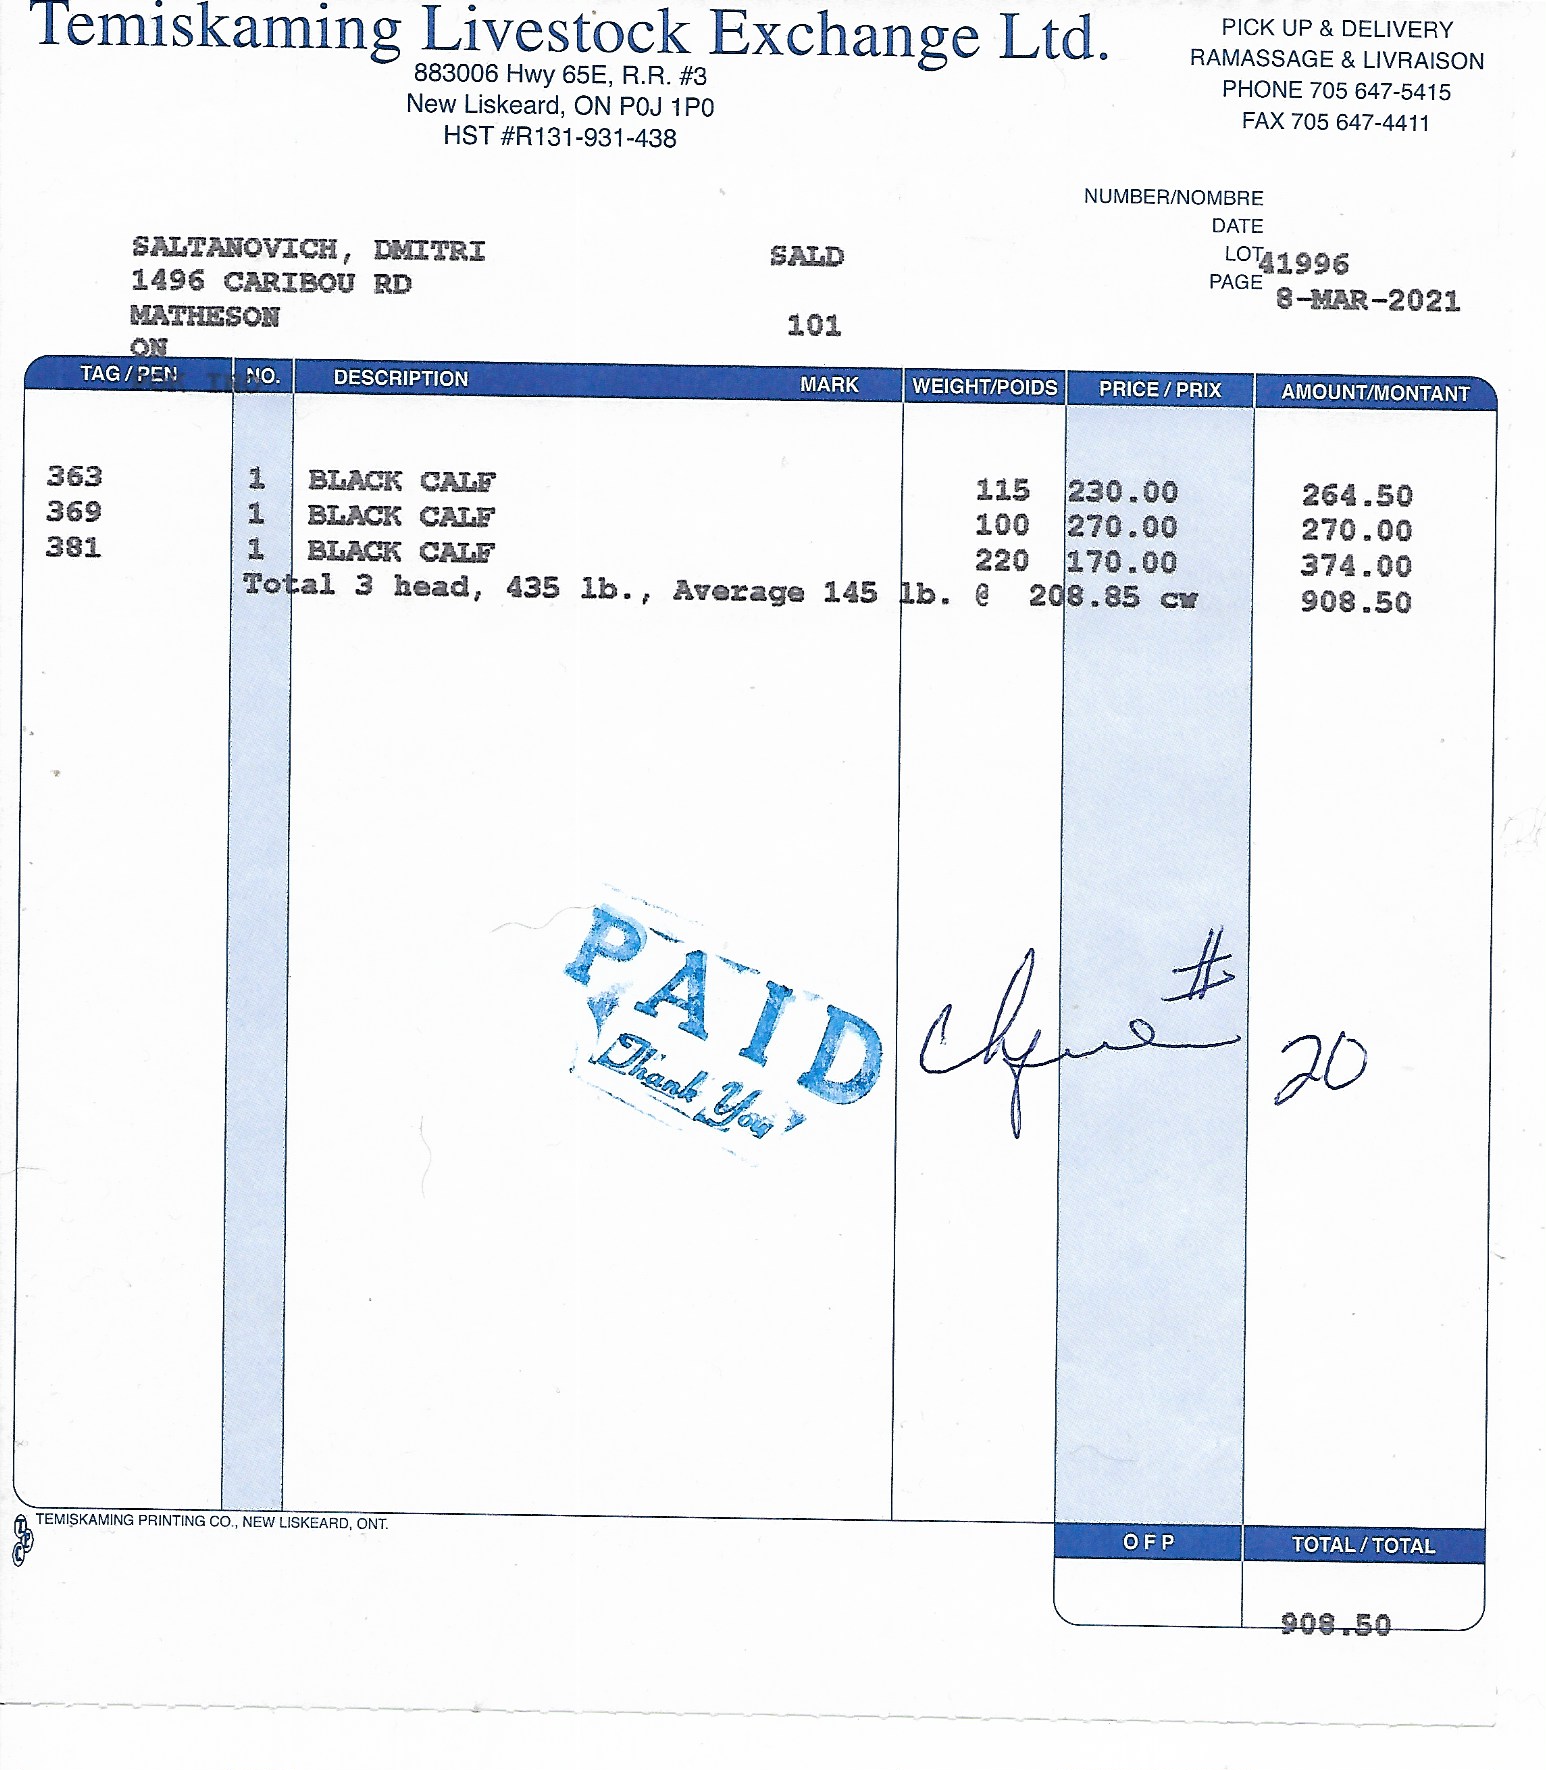 Temiskaming Livestock Exchange Ltd.
883006 Hwy 65E, R.R. #3
New Liskeard, ON P0J 1P0
HST #R131-931-438
PICK UP & DELIVERY
RAMASSAGE & LIVRAISON
PHONE 705 647-5415
FAX 705 647-4411
NUMBER/NOMBRE
DATE
LOT 41996
PAGE 8-MAR-2021
SALTANOVICH, DMITRI SALD
1496 CARIBOU RD
MATHESON 101
ON
TAG / PEN NO. DESCRIPTION MARK WEIGHT/POIDS PRICE / PRIX AMOUNT/MONTANT
363 1 BLACK CALF 115 230.00 264.50
369 1 BLACK CALF 100 270.00 270.00
381 1 BLACK CALF 220 170.00 374.00
Total 3 head, 435 lb., Average 145 lb. @ 208.85 cw 908.50
PAID
Thank You
# 20
TEMISKAMING PRINTING CO., NEW LISKEARD, ONT.
OFP TOTAL / TOTAL
908.50